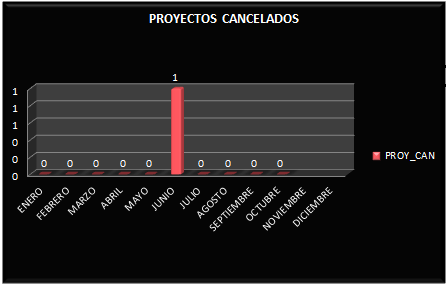 PROYECTOS CANCELADOS
1
1
1
1
0
0
0
0 0 0 0 0 0 0 0 0
ENERO
FEBRERO
MARZO
ABRIL
MAYO
JUNIO
JULIO
AGOSTO
SEPTIEMBRE
OCTUBRE
NOVIEMBRE
DICIEMBRE
PROY_CAN